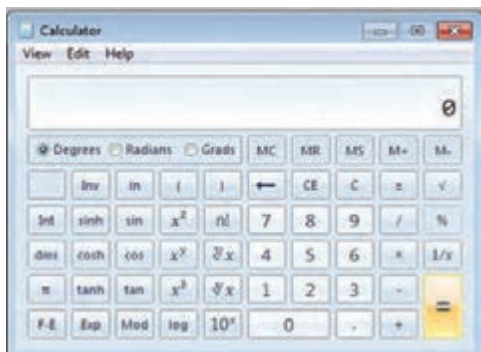 Calculator
View Edit Help
0
Degrees Radians Grads MC MR MS M+ M-
Inv ln ( ) ← CE C ± √
Int sinh sin x² n! 7 8 9 / %
dms cosh cos xʸ ʸ√x 4 5 6 * 1/x
π tanh tan x³ ³√x 1 2 3 - =
F-E Exp Mod log 10ˣ 0 . +